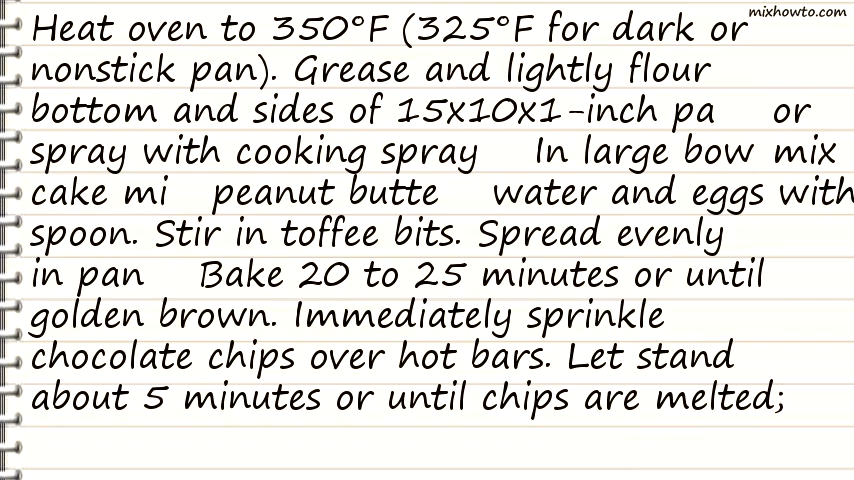 mixhowto.com
Heat oven to 350°F (325°F for dark or
nonstick pan). Grease and lightly flour
bottom and sides of 15x10x1-inch pa or
spray with cooking spray In large bow mix
cake mi peanut butte water and eggs with
spoon. Stir in toffee bits. Spread evenly
in pan Bake 20 to 25 minutes or until
golden brown. Immediately sprinkle
chocolate chips over hot bars. Let stand
about 5 minutes or until chips are melted;